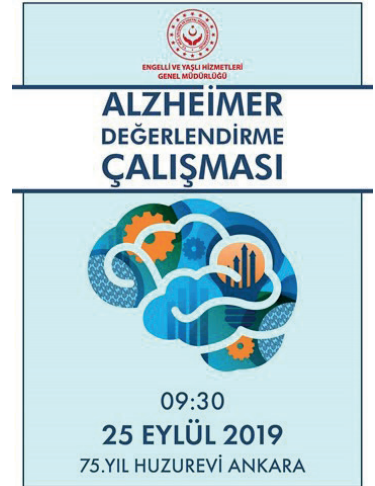 ENGELLİ VE YAŞLI HİZMETLERİ
GENEL MÜDÜRLÜĞÜ
ALZHEİMER
DEĞERLENDİRME
ÇALIŞMASI
09:30
25 EYLÜL 2019
75.YIL HUZUREVİ ANKARA